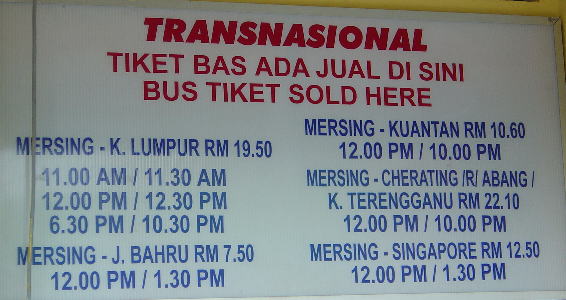 TRANSNASIONAL
TIKET BAS ADA JUAL DI SINI
BUS TIKET SOLD HERE
MERSING - K. LUMPUR RM 19.50
11.00 AM / 11.30 AM
12.00 PM / 12.30 PM
6.30 PM / 10.30 PM
MERSING - J. BAHRU RM 7.50
12.00 PM / 1.30 PM
MERSING - KUANTAN RM 10.60
12.00 PM / 10.00 PM
MERSING - CHERATING /R/ ABANG /
K. TERENGGANU RM 22.10
12.00 PM / 10.00 PM
MERSING - SINGAPORE RM 12.50
12.00 PM / 1.30 PM